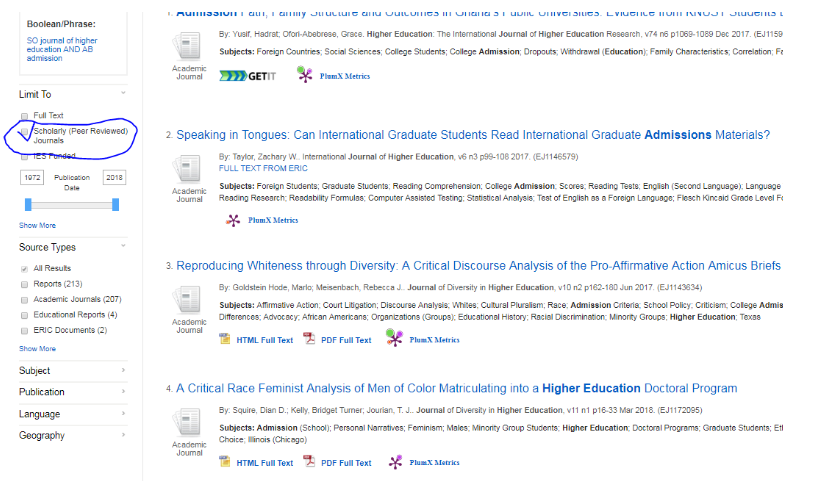 Boolean/Phrase:
SO journal of higher
education AND AB
admission
Limit To
Full Text
Scholarly (Peer Reviewed)
Journals
IES Funded
1972 Publication 2018
Date
Show More
Source Types
All Results
Reports (213)
Academic Journals (207)
Educational Reports (4)
ERIC Documents (2)
Show More
Subject
Publication
Language
Geography
1. Admission Path, Family Structure and Outcomes in Ghana's Public Universities: Evidence from KNUST Students
By: Yusif, Hadrat; Ofori-Abebrese, Grace. Higher Education: The International Journal of Higher Education Research, v74 n6 p1069-1089 Dec 2017. (EJ1159
Subjects: Foreign Countries; Social Sciences; College Students; College Admission; Dropouts; Withdrawal (Education); Family Characteristics; Correlation;
Academic
Journal
GETIT PlumX Metrics
2. Speaking in Tongues: Can International Graduate Students Read International Graduate Admissions Materials?
By: Taylor, Zachary W.. International Journal of Higher Education, v6 n3 p99-108 2017. (EJ1146579)
FULL TEXT FROM ERIC
Subjects: Foreign Students; Graduate Students; Reading Comprehension; College Admission; Scores; Reading Tests; English (Second Language); Language
Reading Research; Readability Formulas; Computer Assisted Testing; Statistical Analysis; Test of English as a Foreign Language; Flesch Kincaid Grade Level
Academic
Journal
PlumX Metrics
3. Reproducing Whiteness through Diversity: A Critical Discourse Analysis of the Pro-Affirmative Action Amicus Briefs
By: Goldstein Hode, Marlo; Meisenbach, Rebecca J.. Journal of Diversity in Higher Education, v10 n2 p162-180 Jun 2017. (EJ1143634)
Subjects: Affirmative Action; Court Litigation; Discourse Analysis; Whites; Cultural Pluralism; Race; Admission Criteria; School Policy; Criticism; College Admis
Differences; Advocacy; African Americans; Organizations (Groups); Educational History; Racial Discrimination; Minority Groups; Higher Education; Texas
Academic
Journal
HTML Full Text PDF Full Text PlumX Metrics
4. A Critical Race Feminist Analysis of Men of Color Matriculating into a Higher Education Doctoral Program
By: Squire, Dian D.; Kelly, Bridget Turner; Jourian, T. J.. Journal of Diversity in Higher Education, v11 n1 p16-33 Mar 2018. (EJ1172095)
Subjects: Admission (School); Personal Narratives; Feminism; Males; Minority Group Students; Higher Education; Doctoral Programs; Graduate Students;
Choice; Illinois (Chicago)
Academic
Journal
HTML Full Text PDF Full Text PlumX Metrics